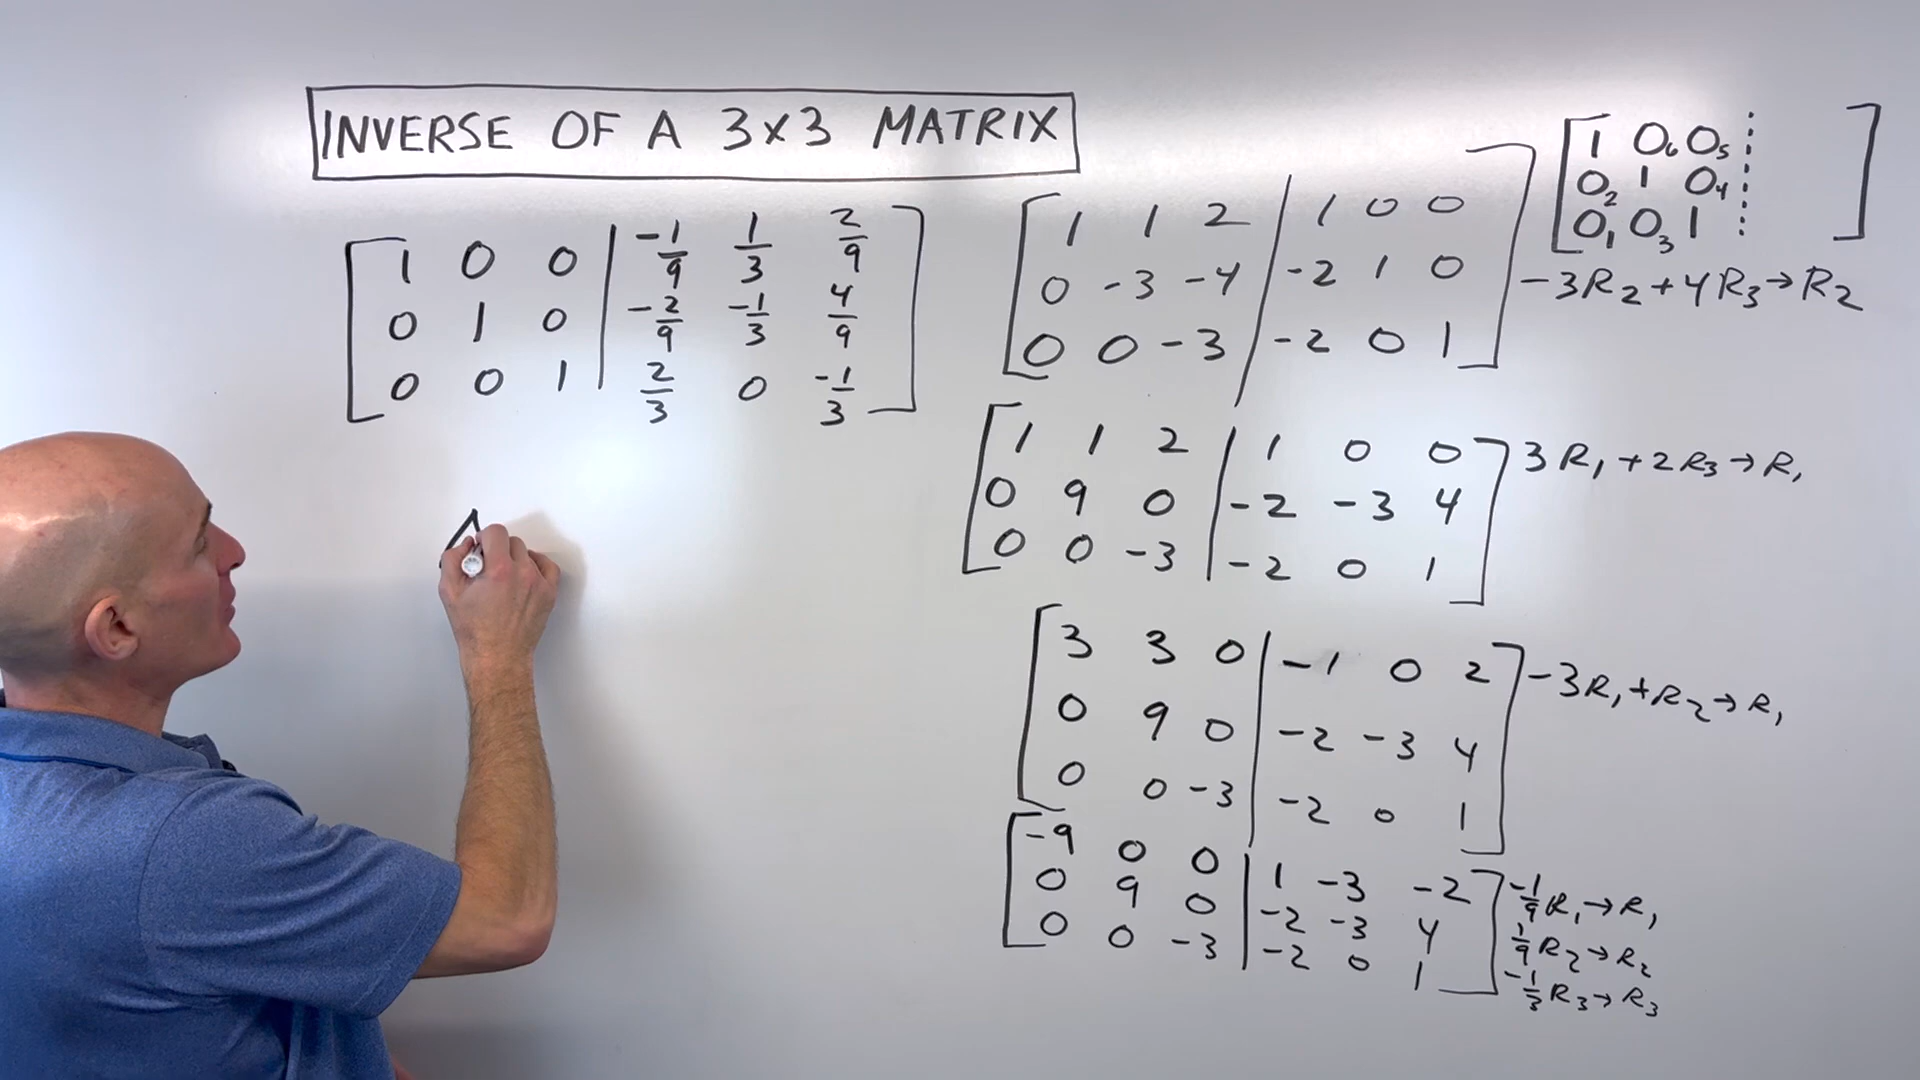 INVERSE OF A 3x3 MATRIX
1 0 0 | -1/9 1/3 2/9
0 1 0 | -2/9 -1/3 4/9
0 0 1 | 2/3 0 -1/3
A
1 0₆ 0₅
0₂ 1 0₄
0₁ 0₃ 1
1 1 2 | 1 0 0
0 -3 -4 | -2 1 0 -3R₂+4R₃→R₂
0 0 -3 | -2 0 1
1 1 2 | 1 0 0 3R₁+2R₃→R₁
0 9 0 | -2 -3 4
0 0 -3 | -2 0 1
3 3 0 | -1 0 2 -3R₁+R₂→R₁
0 9 0 | -2 -3 4
0 0 -3 | -2 0 1
-9 0 0 | 1 -3 -2 -1/9R₁→R₁
0 9 0 | -2 -3 4 1/9R₂→R₂
0 0 -3 | -2 0 1 -1/3R₃→R₃